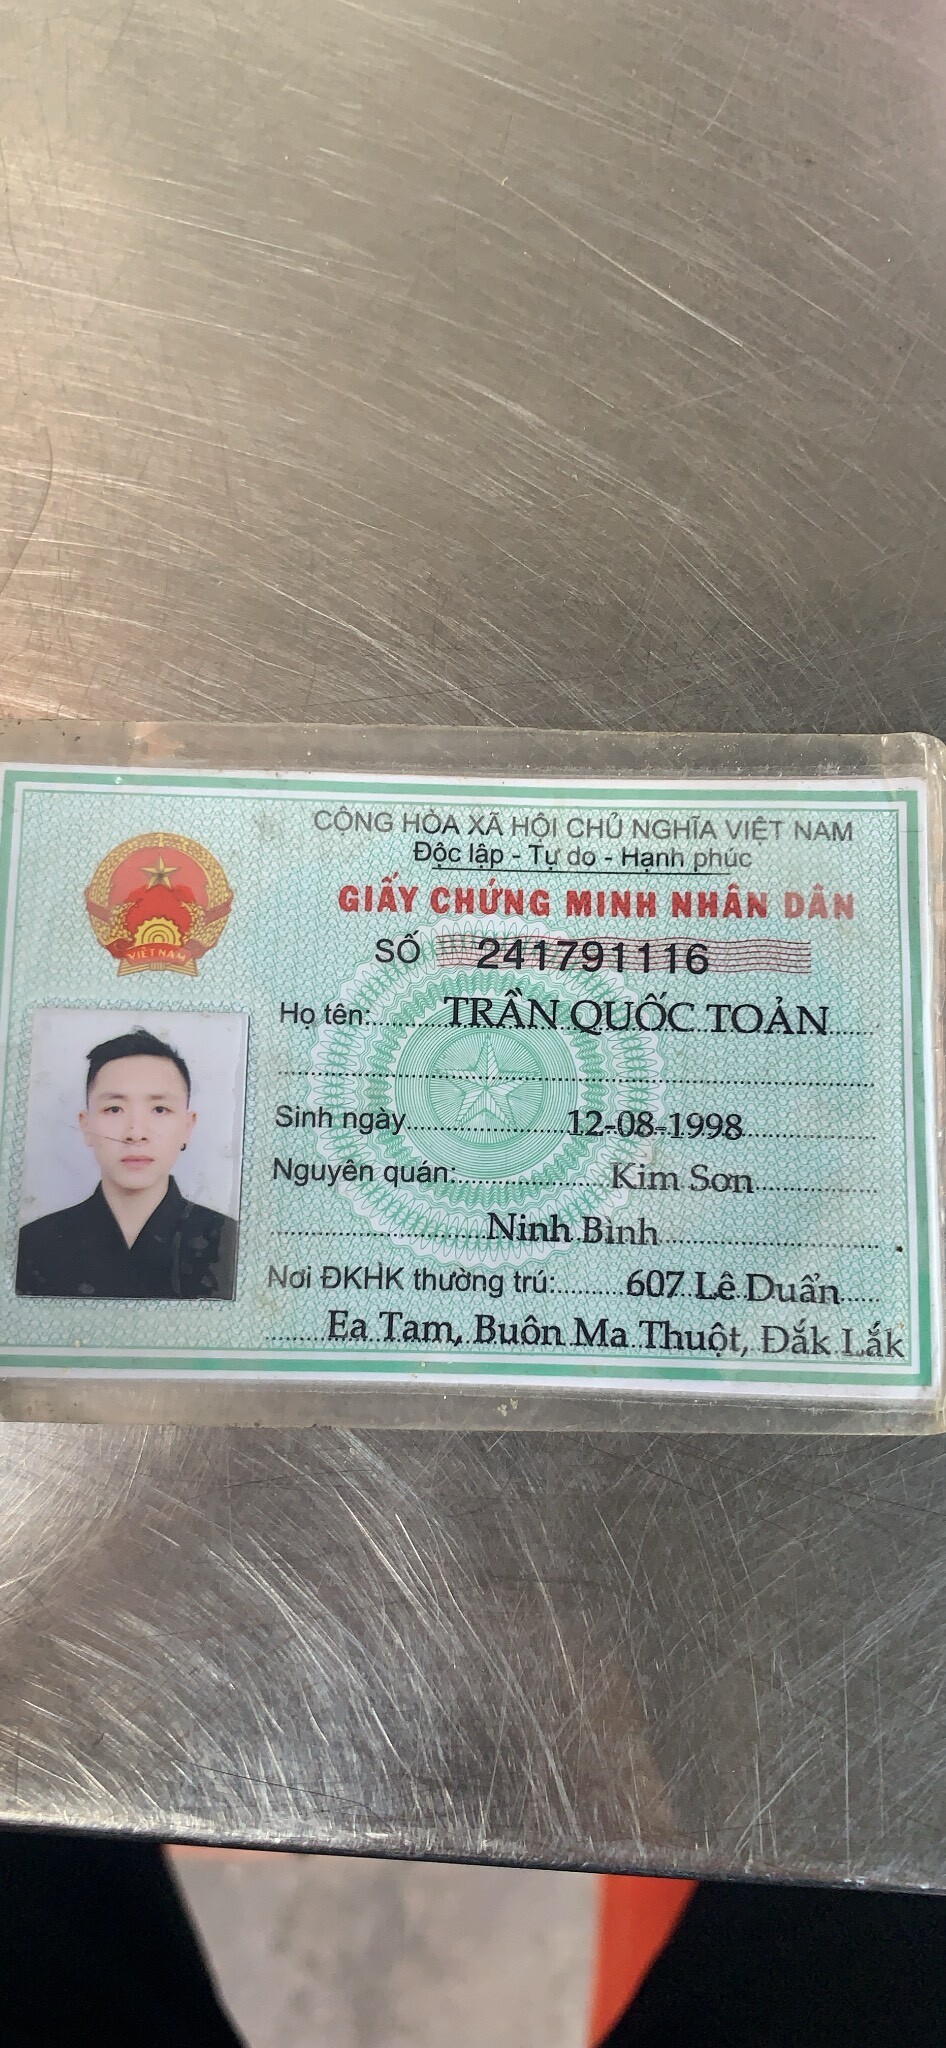 CỘNG HÒA XÃ HỘI CHỦ NGHĨA VIỆT NAM
Độc lập - Tự do - Hạnh phúc
GIẤY CHỨNG MINH NHÂN DÂN
SỐ 241791116
VIỆT NAM
Họ tên: TRẦN QUỐC TOẢN
Sinh ngày 12-08-1998
Nguyên quán: Kim Sơn
Ninh Bình
Nơi ĐKHK thường trú: 607 Lê Duẩn
Ea Tam, Buôn Ma Thuột, Đắk Lắk